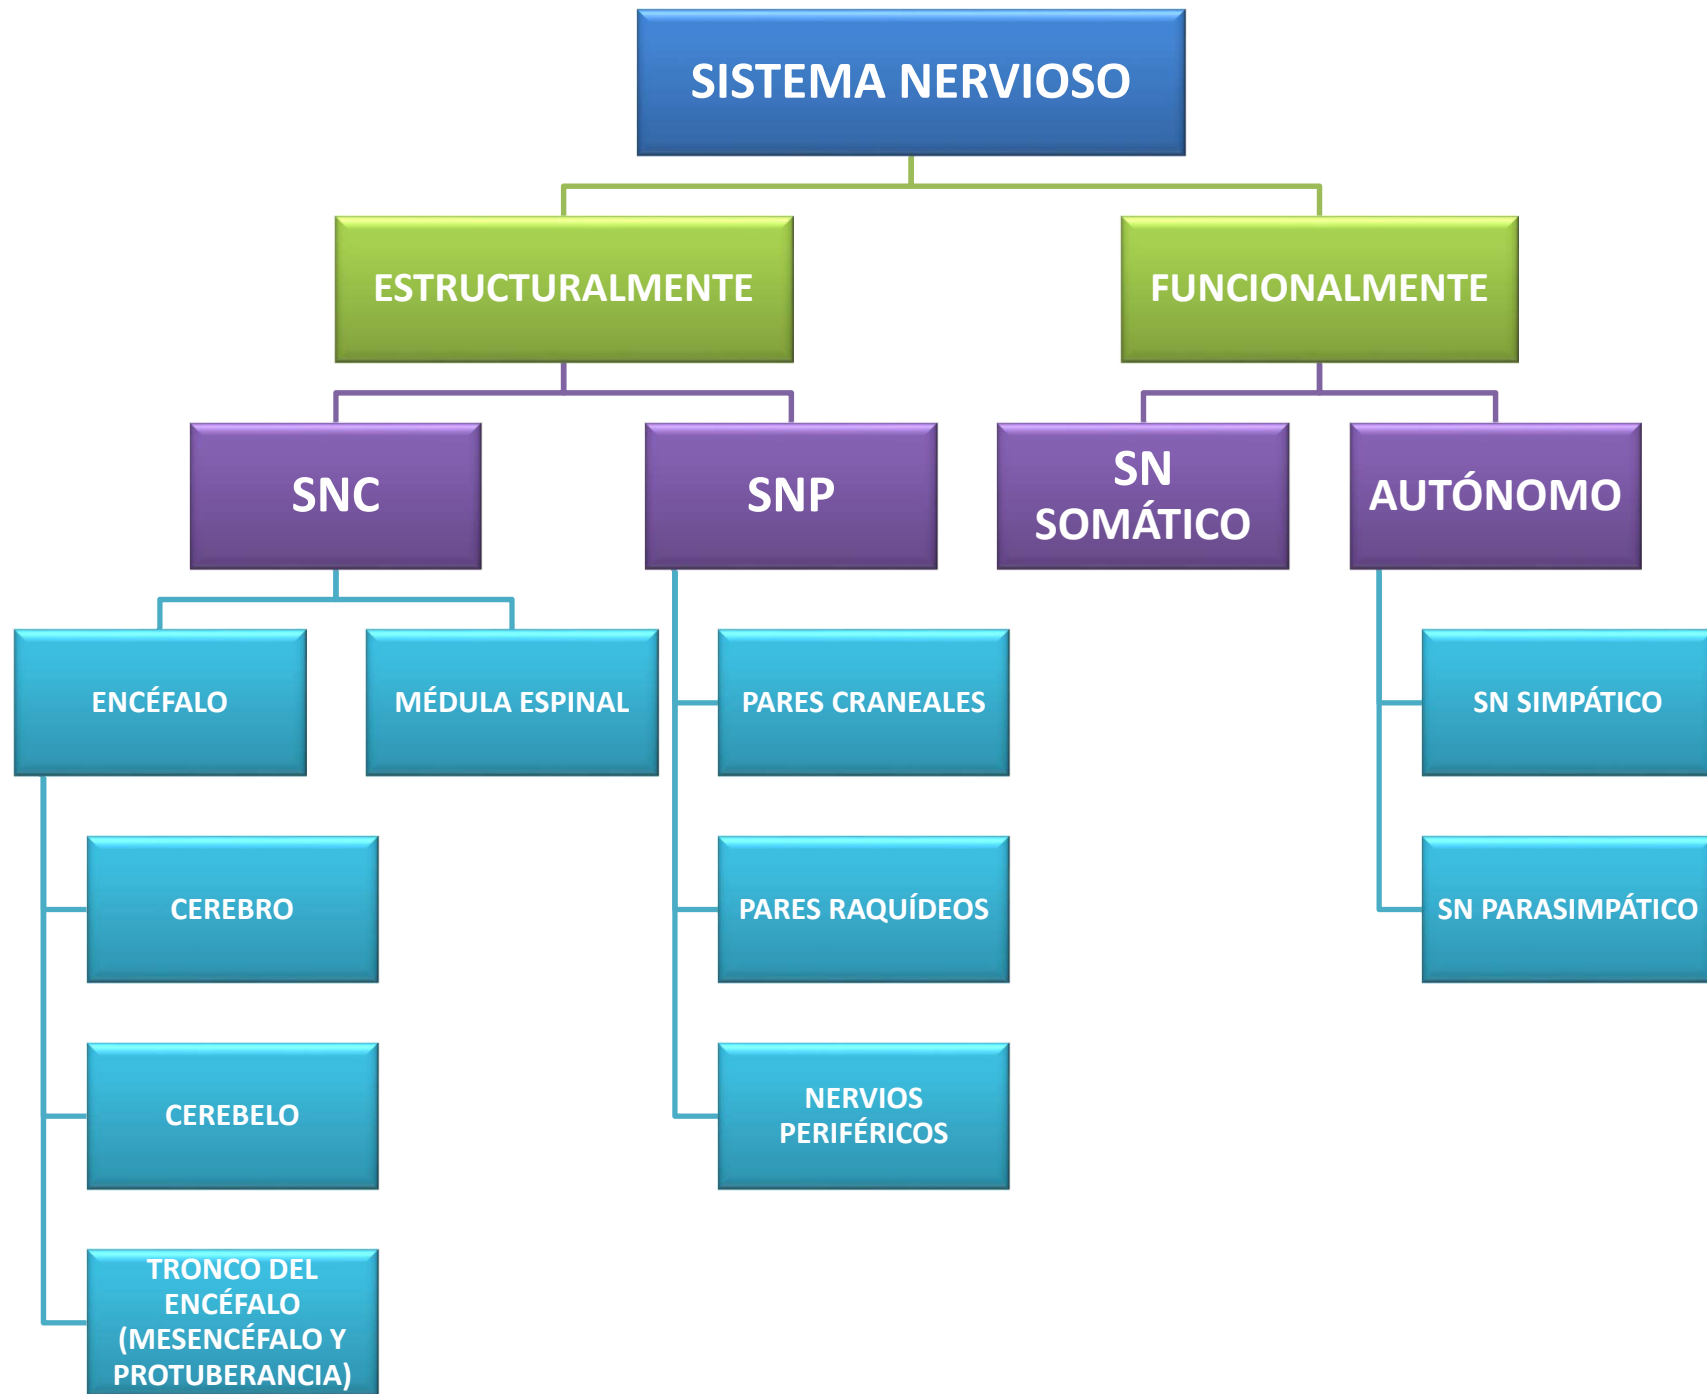 SISTEMA NERVIOSO
ESTRUCTURALMENTE
FUNCIONALMENTE
SNC
SNP
SN
SOMÁTICO
AUTÓNOMO
ENCÉFALO
MÉDULA ESPINAL
PARES CRANEALES
SN SIMPÁTICO
CEREBRO
PARES RAQUÍDEOS
SN PARASIMPÁTICO
CEREBELO
NERVIOS
PERIFÉRICOS
TRONCO DEL
ENCÉFALO
(MESENCÉFALO Y
PROTUBERANCIA)